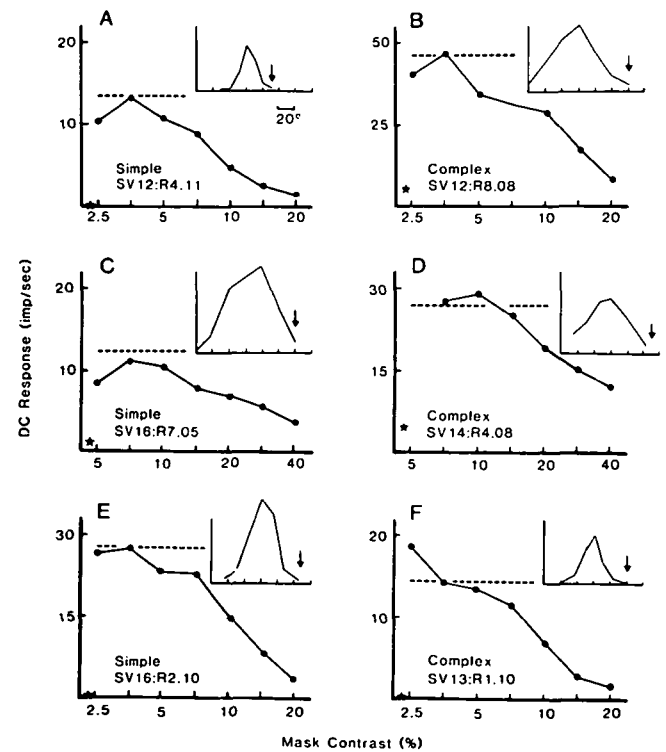 A
20
10
20°
Simple
SV12:R4.11
2.5 5 10 20
B
50
25
Complex
SV12:R8.08
2.5 5 10 20
C
20
10
Simple
SV16:R7.05
5 10 20 40
D
30
15
Complex
SV14:R4.08
5 10 20 40
E
30
15
Simple
SV16:R2.10
2.5 5 10 20
F
20
10
Complex
SV13:R1.10
2.5 5 10 20
DC Response (imp/sec)
Mask Contrast (%)